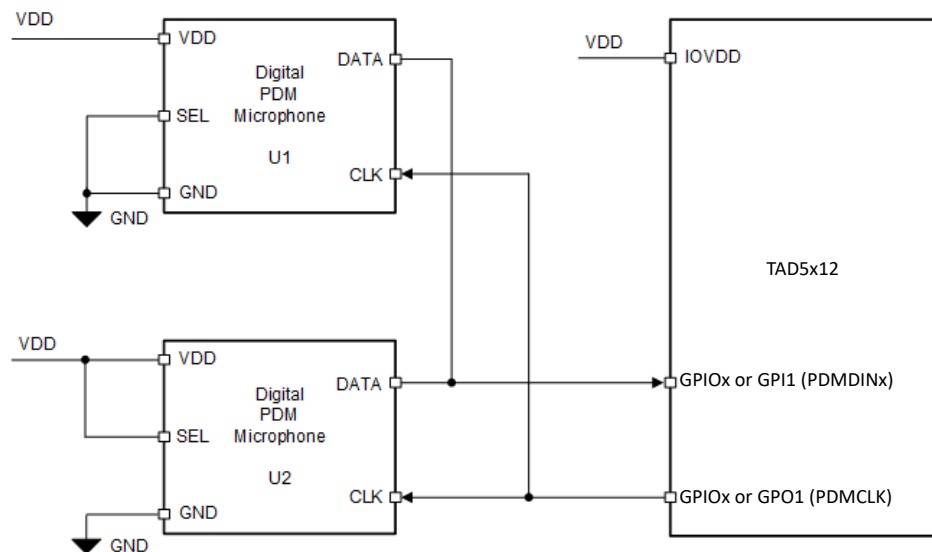 VDD
VDD
DATA
Digital
PDM
Microphone
U1
SEL
CLK
GND
GND
VDD
IOVDD
TAD5x12
VDD
VDD
DATA
Digital
PDM
Microphone
U2
SEL
CLK
GND
GND
GPIOx or GPI1 (PDMDINx)
GPIOx or GPO1 (PDMCLK)